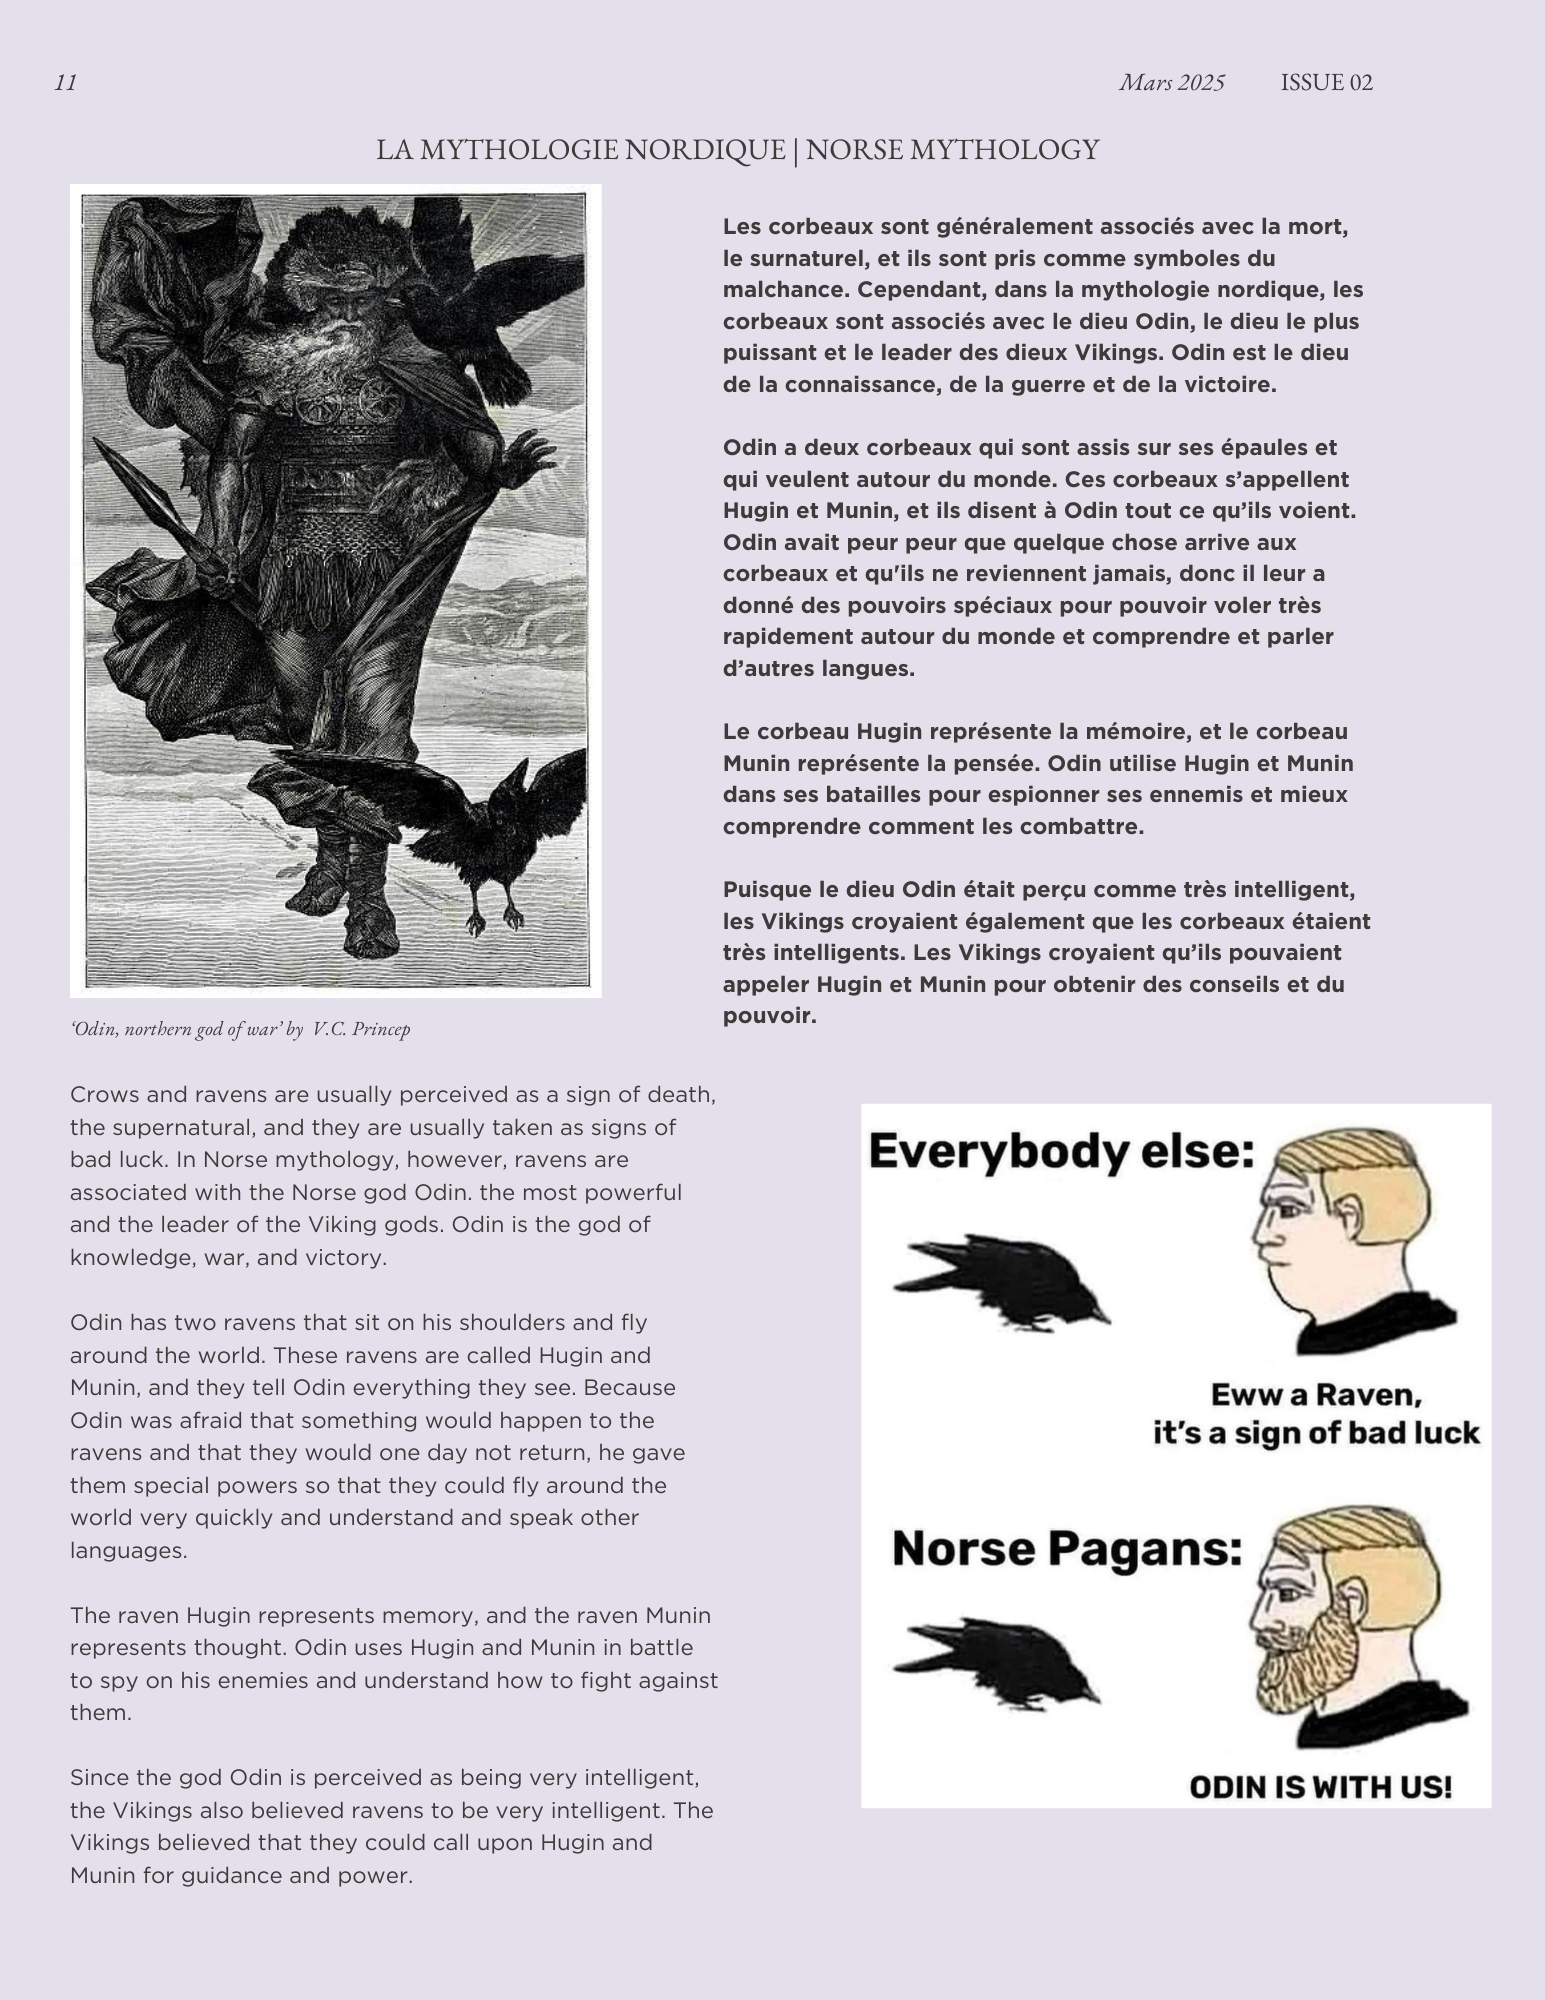 11
Mars 2025 ISSUE 02
LA MYTHOLOGIE NORDIQUE | NORSE MYTHOLOGY
Les corbeaux sont généralement associés avec la mort,
le surnaturel, et ils sont pris comme symboles du
malchance. Cependant, dans la mythologie nordique, les
corbeaux sont associés avec le dieu Odin, le dieu le plus
puissant et le leader des dieux Vikings. Odin est le dieu
de la connaissance, de la guerre et de la victoire.
Odin a deux corbeaux qui sont assis sur ses épaules et
qui veulent autour du monde. Ces corbeaux s’appellent
Hugin et Munin, et ils disent à Odin tout ce qu’ils voient.
Odin avait peur peur que quelque chose arrive aux
corbeaux et qu'ils ne reviennent jamais, donc il leur a
donné des pouvoirs spéciaux pour pouvoir voler très
rapidement autour du monde et comprendre et parler
d’autres langues.
Le corbeau Hugin représente la mémoire, et le corbeau
Munin représente la pensée. Odin utilise Hugin et Munin
dans ses batailles pour espionner ses ennemis et mieux
comprendre comment les combattre.
Puisque le dieu Odin était perçu comme très intelligent,
les Vikings croyaient également que les corbeaux étaient
très intelligents. Les Vikings croyaient qu’ils pouvaient
appeler Hugin et Munin pour obtenir des conseils et du
pouvoir.
‘Odin, northern god of war’ by V.C. Princep
Crows and ravens are usually perceived as a sign of death,
the supernatural, and they are usually taken as signs of
bad luck. In Norse mythology, however, ravens are
associated with the Norse god Odin. the most powerful
and the leader of the Viking gods. Odin is the god of
knowledge, war, and victory.
Odin has two ravens that sit on his shoulders and fly
around the world. These ravens are called Hugin and
Munin, and they tell Odin everything they see. Because
Odin was afraid that something would happen to the
ravens and that they would one day not return, he gave
them special powers so that they could fly around the
world very quickly and understand and speak other
languages.
The raven Hugin represents memory, and the raven Munin
represents thought. Odin uses Hugin and Munin in battle
to spy on his enemies and understand how to fight against
them.
Since the god Odin is perceived as being very intelligent,
the Vikings also believed ravens to be very intelligent. The
Vikings believed that they could call upon Hugin and
Munin for guidance and power.
Everybody else:
Eww a Raven,
it’s a sign of bad luck
Norse Pagans:
ODIN IS WITH US!